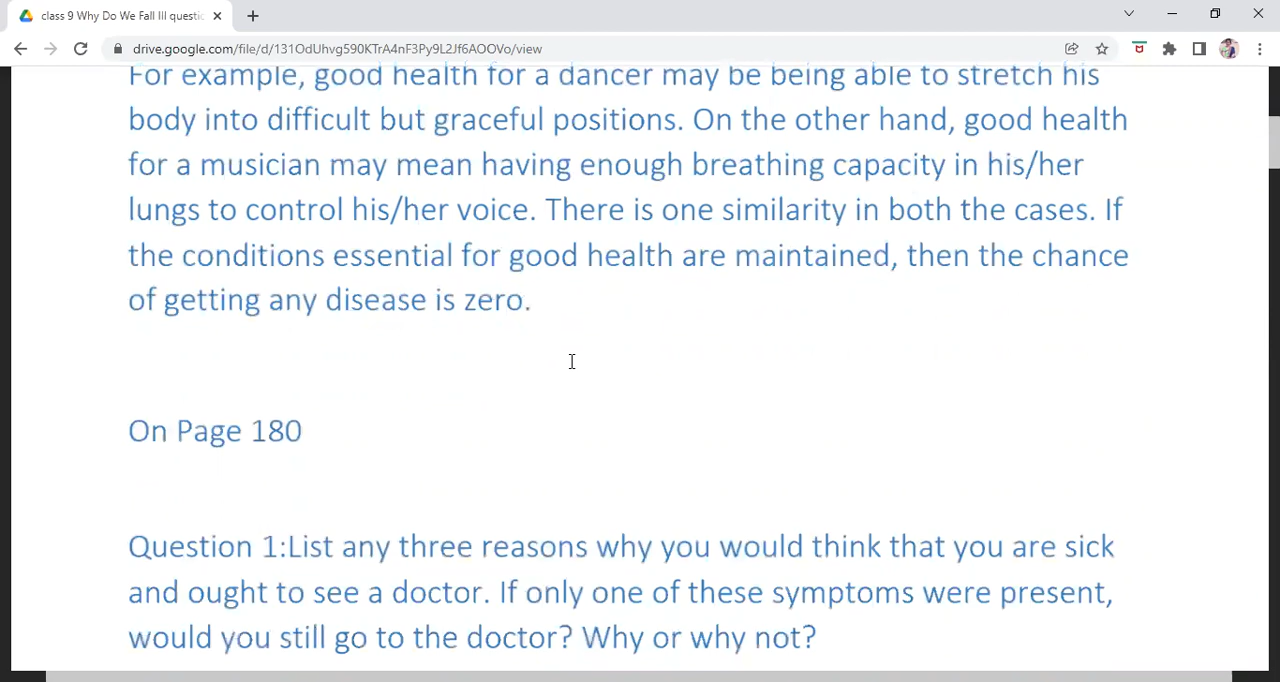 class 9 Why Do We Fall Ill questic
drive.google.com/file/d/131OdUhvg590KTrA4nF3Py9L2Jf6AOOVo/view
For example, good health for a dancer may be being able to stretch his
body into difficult but graceful positions. On the other hand, good health
for a musician may mean having enough breathing capacity in his/her
lungs to control his/her voice. There is one similarity in both the cases. If
the conditions essential for good health are maintained, then the chance
of getting any disease is zero.
On Page 180
Question 1:List any three reasons why you would think that you are sick
and ought to see a doctor. If only one of these symptoms were present,
would you still go to the doctor? Why or why not?